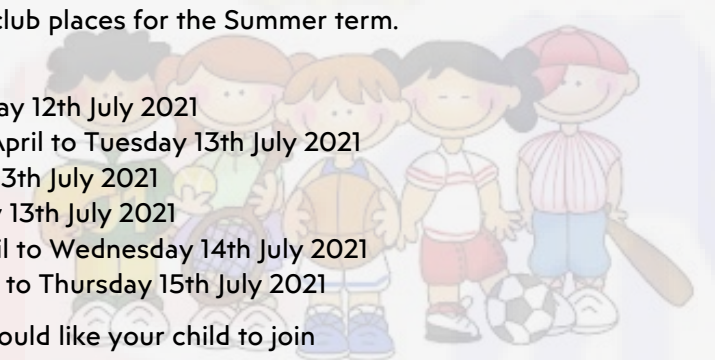 club places for the Summer term.
ay 12th July 2021
April to Tuesday 13th July 2021
3th July 2021
13th July 2021
il to Wednesday 14th July 2021
to Thursday 15th July 2021
ould like your child to join